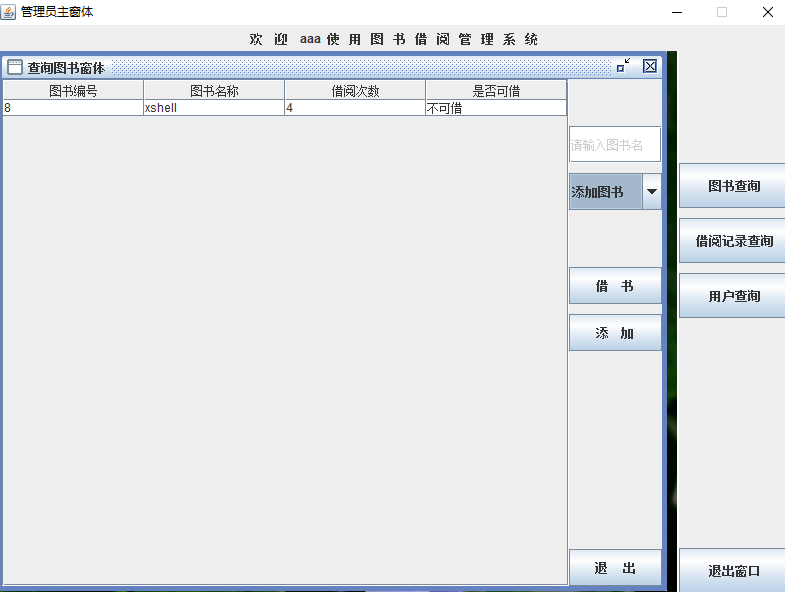 管理员主窗体
欢 迎 aaa 使 用 图 书 借 阅 管 理 系 统
查询图书窗体
图书编号 图书名称 借阅次数 是否可借
8 xshell 4 不可借
请输入图书名
添加图书
借 书
添 加
退 出
图书查询
借阅记录查询
用户查询
退出窗口